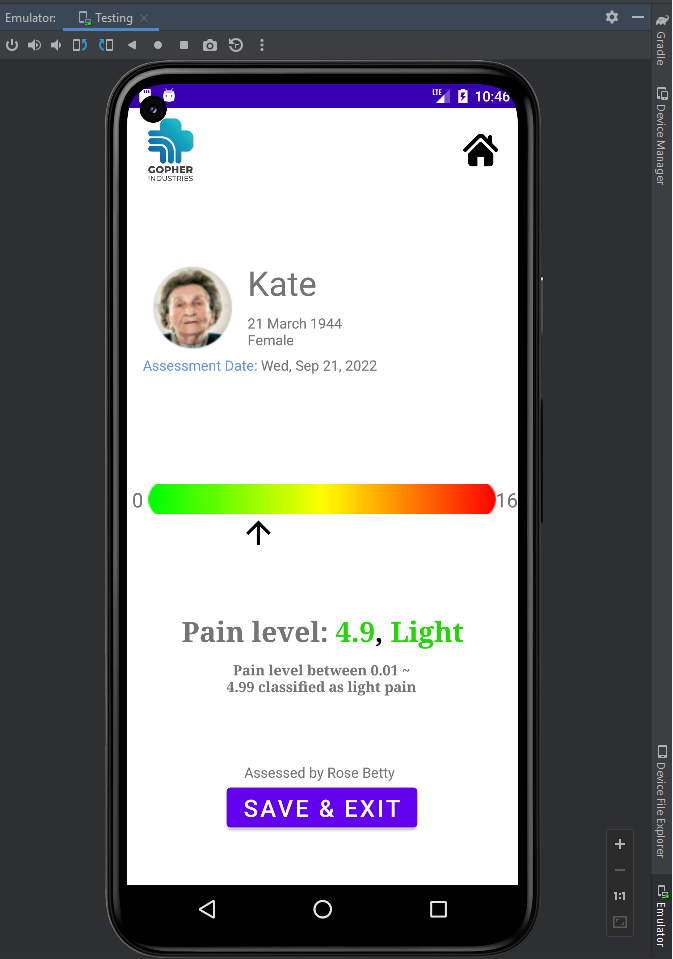 Emulator:
Testing
LTE
10:46
GOPHER
INDUSTRIES
Kate
21 March 1944
Female
Assessment Date: Wed, Sep 21, 2022
0
16
Pain level: 4.9, Light
Pain level between 0.01 ~
4.99 classified as light pain
Assessed by Rose Betty
SAVE & EXIT
1:1
Gradle
Device Manager
Device File Explorer
Emulator